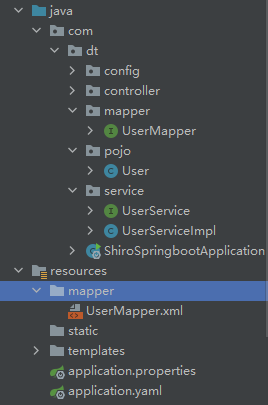 java
com
dt
config
controller
mapper
UserMapper
pojo
User
service
UserService
UserServiceImpl
ShiroSpringbootApplication
resources
mapper
UserMapper.xml
static
templates
application.properties
application.yaml